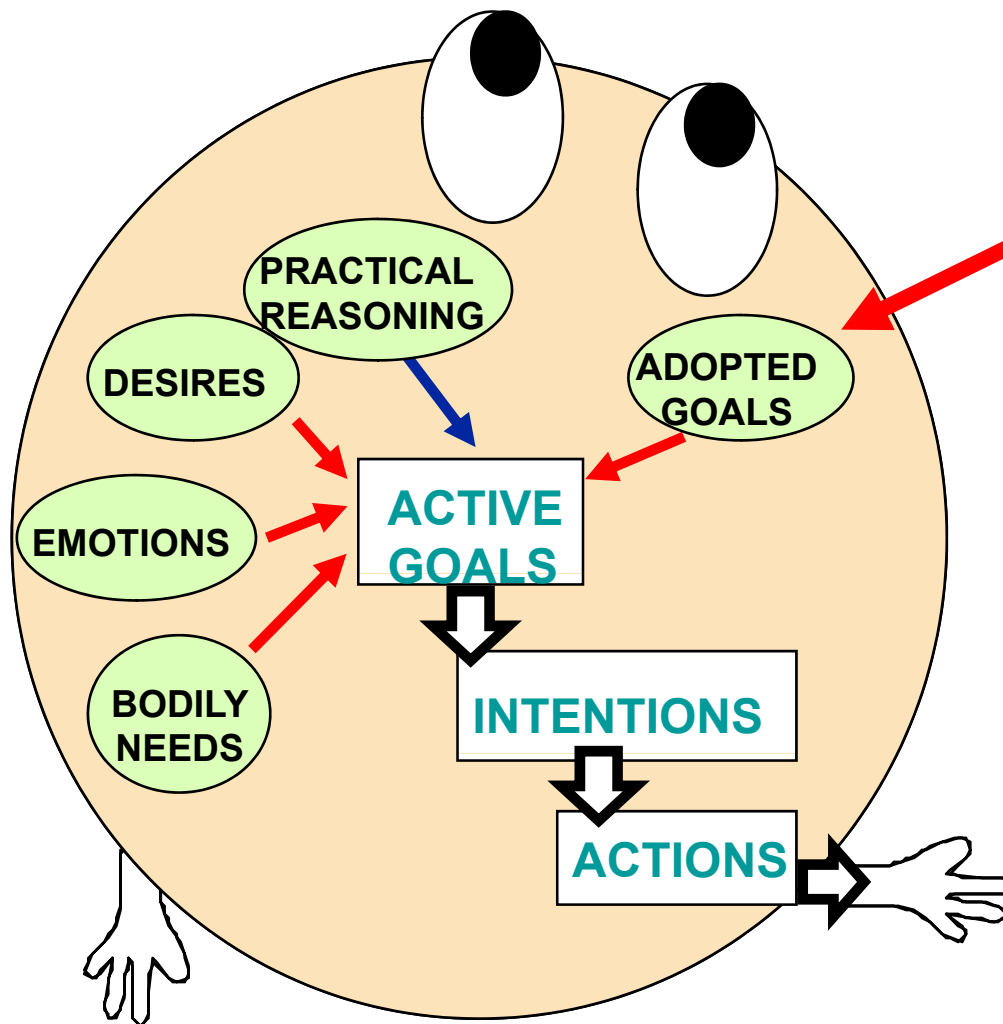 PRACTICAL
REASONING
DESIRES
ADOPTED
GOALS
EMOTIONS
ACTIVE
GOALS
BODILY
NEEDS
INTENTIONS
ACTIONS